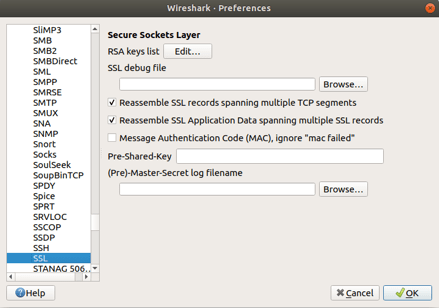 Wireshark · Preferences
SliMP3
SMB
SMB2
SMBDirect
SML
SMPP
SMRSE
SMTP
SMUX
SNA
SNMP
Snort
Socks
SoulSeek
SoupBinTCP
SPDY
Spice
SPRT
SRVLOC
SSCOP
SSDP
SSH
SSL
STANAG 506...
Secure Sockets Layer
RSA keys list Edit...
SSL debug file
Browse...
Reassemble SSL records spanning multiple TCP segments
Reassemble SSL Application Data spanning multiple SSL records
Message Authentication Code (MAC), ignore "mac failed"
Pre-Shared-Key
(Pre)-Master-Secret log filename
Browse...
Help
Cancel
OK